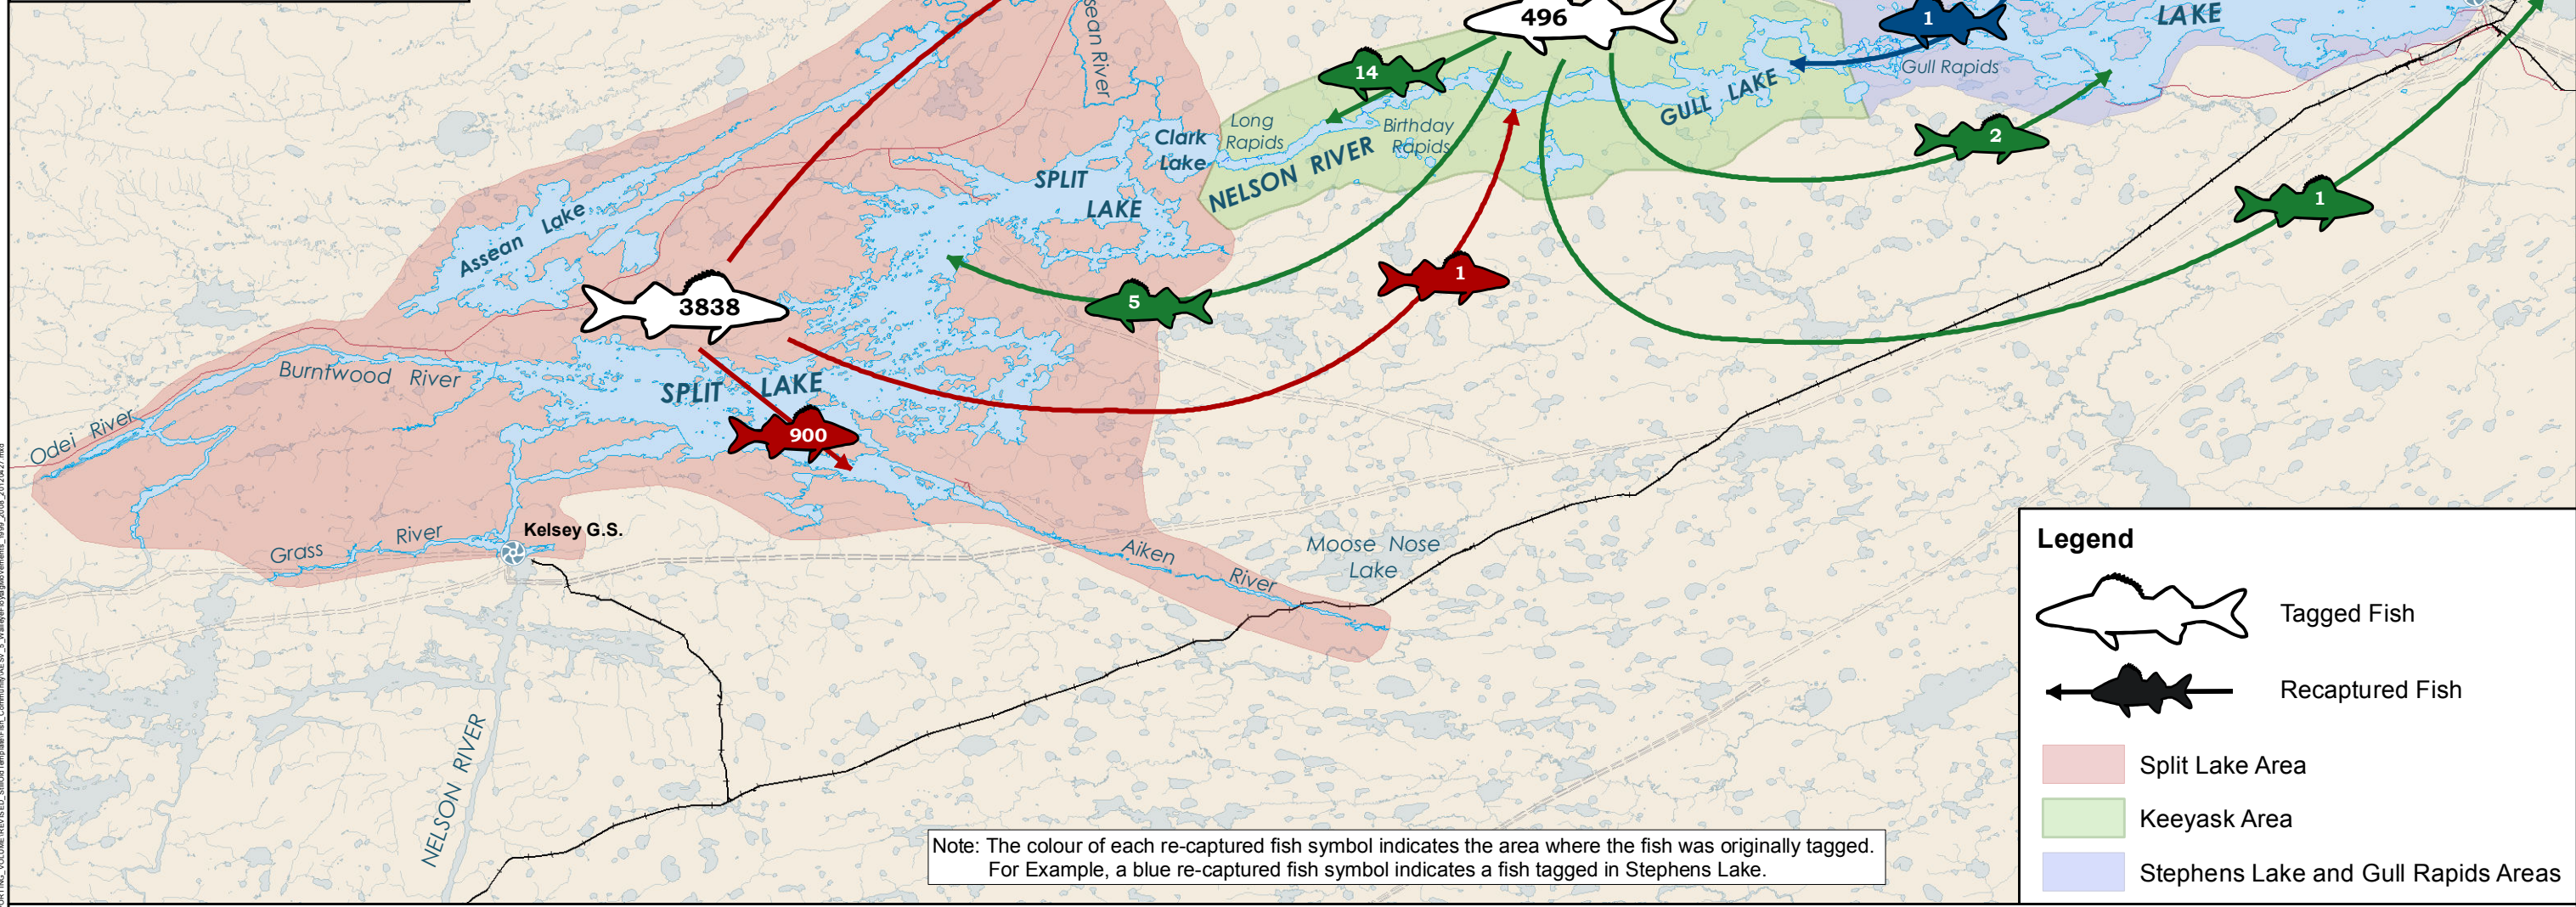 496
1
LAKE
14
Gull Rapids
GULL LAKE
Long
Rapids
Birthday
Rapids
2
Clark
Lake
NELSON RIVER
SPLIT
LAKE
1
Assean Lake
1
5
3838
Burntwood River
SPLIT LAKE
900
Odei River
Kelsey G.S.
Grass River
Aiken River
Moose Nose
Lake
NELSON RIVER
Legend
Tagged Fish
Recaptured Fish
Split Lake Area
Keeyask Area
Stephens Lake and Gull Rapids Areas
Note: The colour of each re-captured fish symbol indicates the area where the fish was originally tagged.
For Example, a blue re-captured fish symbol indicates a fish tagged in Stephens Lake.